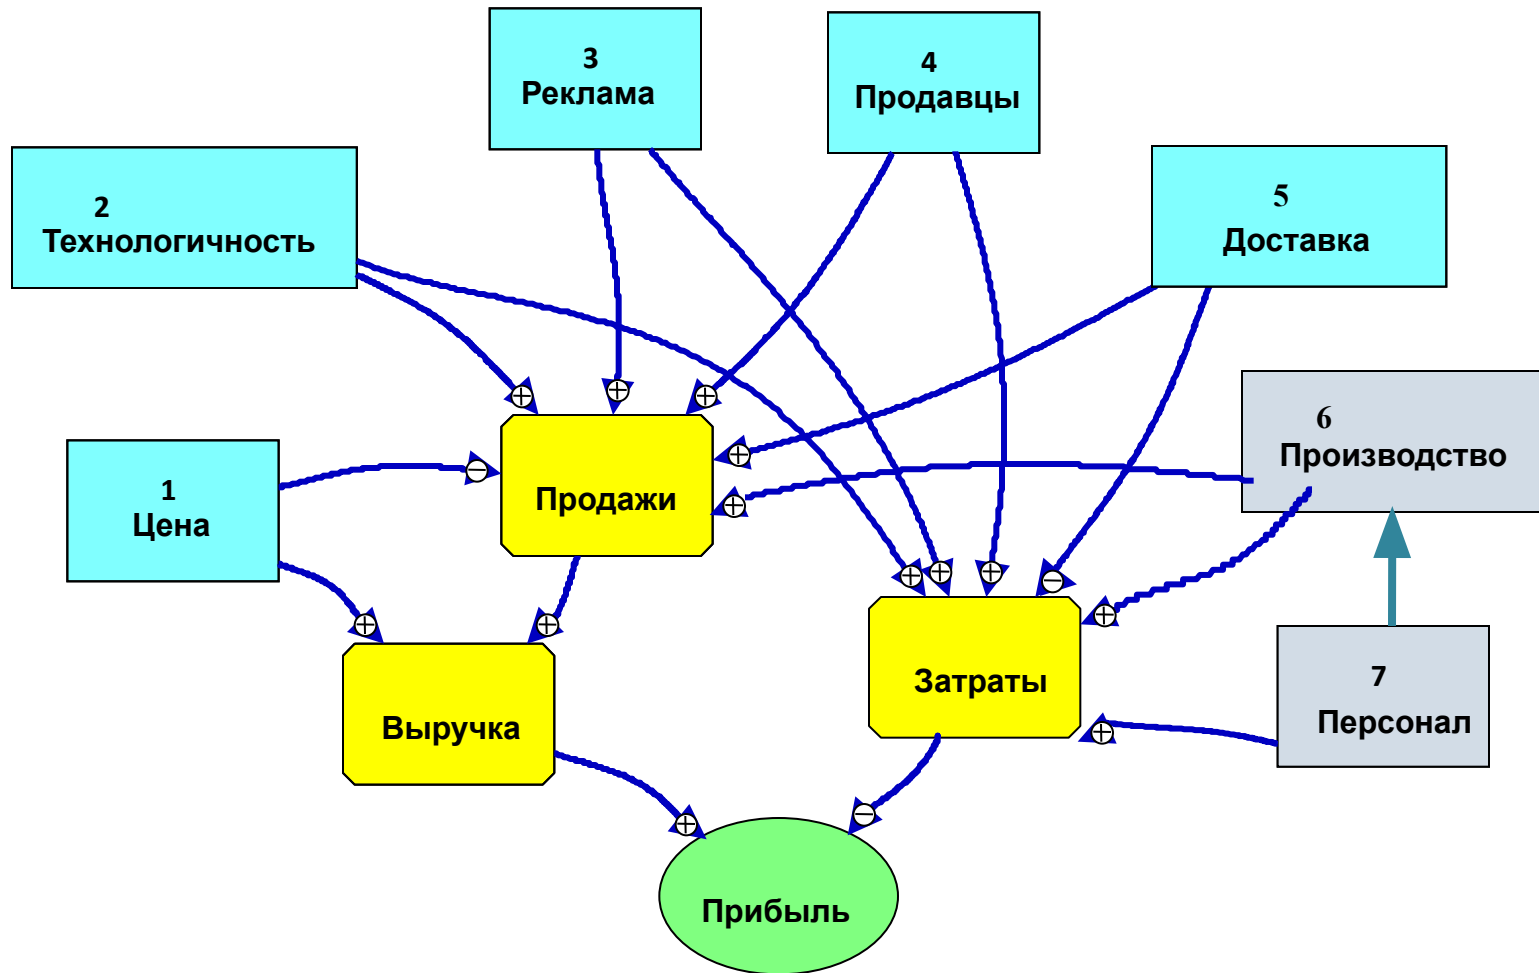 3
Реклама
4
Продавцы
2
Технологичность
5
Доставка
6
Производство
1
Цена
Продажи
7
Персонал
Затраты
Выручка
Прибыль